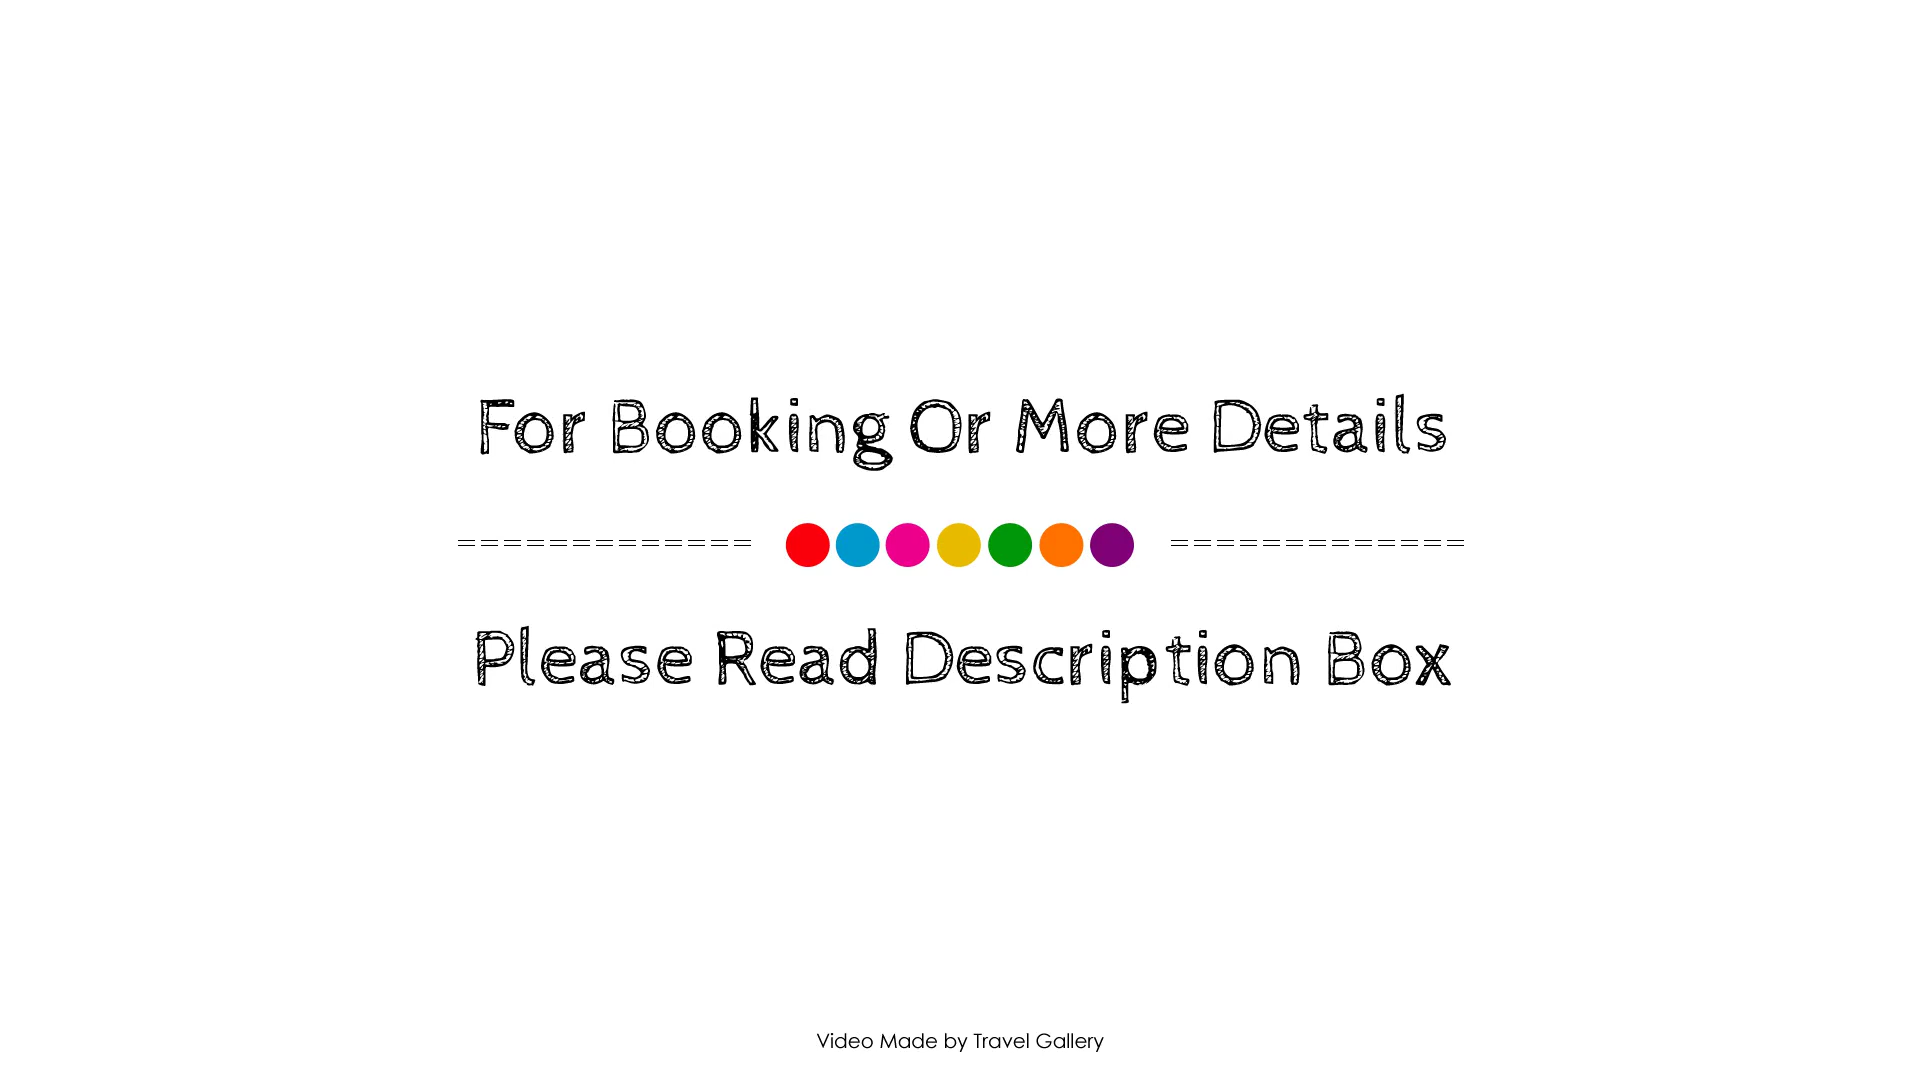 For Booking Or More Details
============= =============
Please Read Description Box
Video Made by Travel Gallery